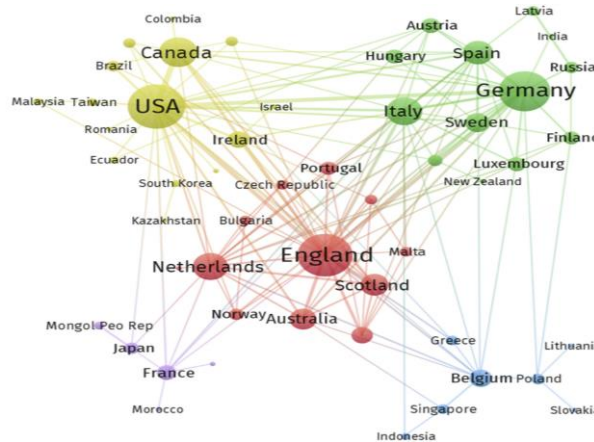 Colombia
Latvia
Austria
India
Canada
Hungary
Spain
Russia
Brazil
Germany
Malaysia
Taiwan
USA
Israel
Italy
Sweden
Romania
Ireland
Finland
Ecuador
Portugal
Luxembourg
South Korea
Czech Republic
New Zealand
Kazakhstan
Bulgaria
England
Malta
Netherlands
Scotland
Norway
Australia
Mongol Peo Rep
Japan
Greece
Lithuani
France
Belgium
Poland
Morocco
Singapore
Slovaki
Indonesia